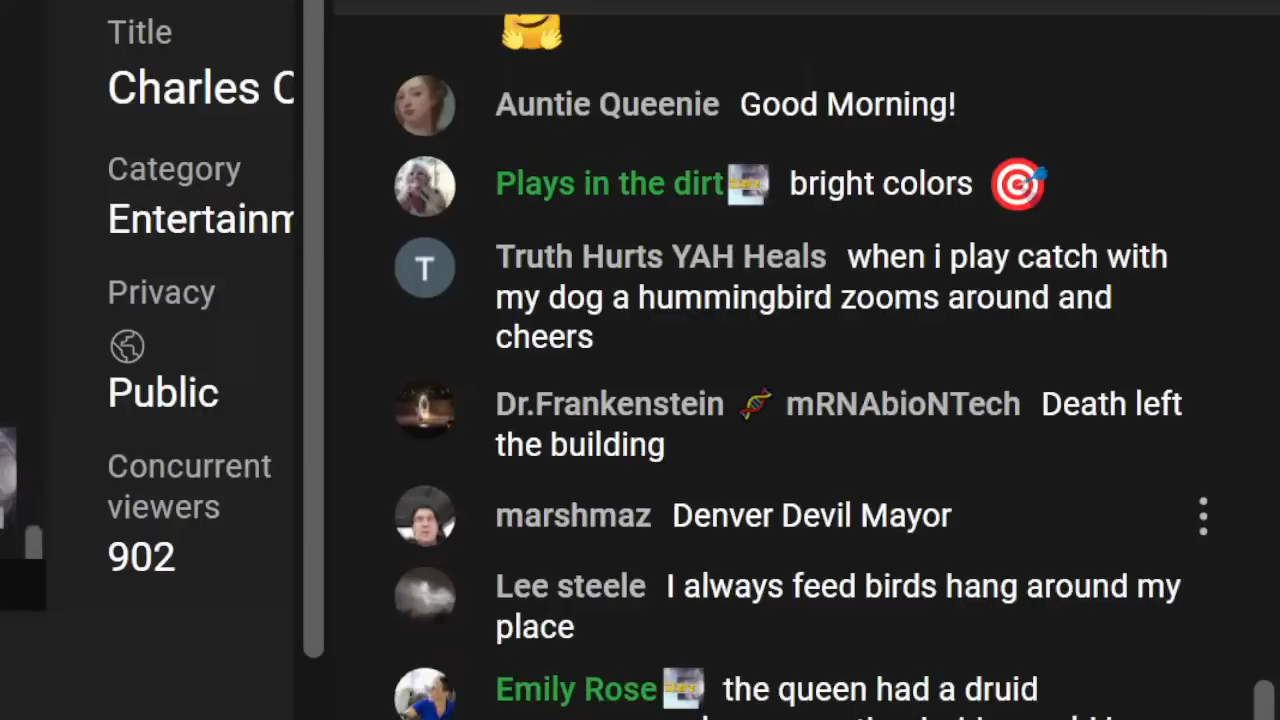 Title
Charles C
Category
Entertainm
Privacy
Public
Concurrent
viewers
902
Auntie Queenie Good Morning!
Plays in the dirt bright colors 🎯
Truth Hurts YAH Heals when i play catch with
my dog a hummingbird zooms around and
cheers
T
Dr.Frankenstein 🧬 mRNAbioNTech Death left
the building
marshmaz Denver Devil Mayor
Lee steele I always feed birds hang around my
place
Emily Rose the queen had a druid